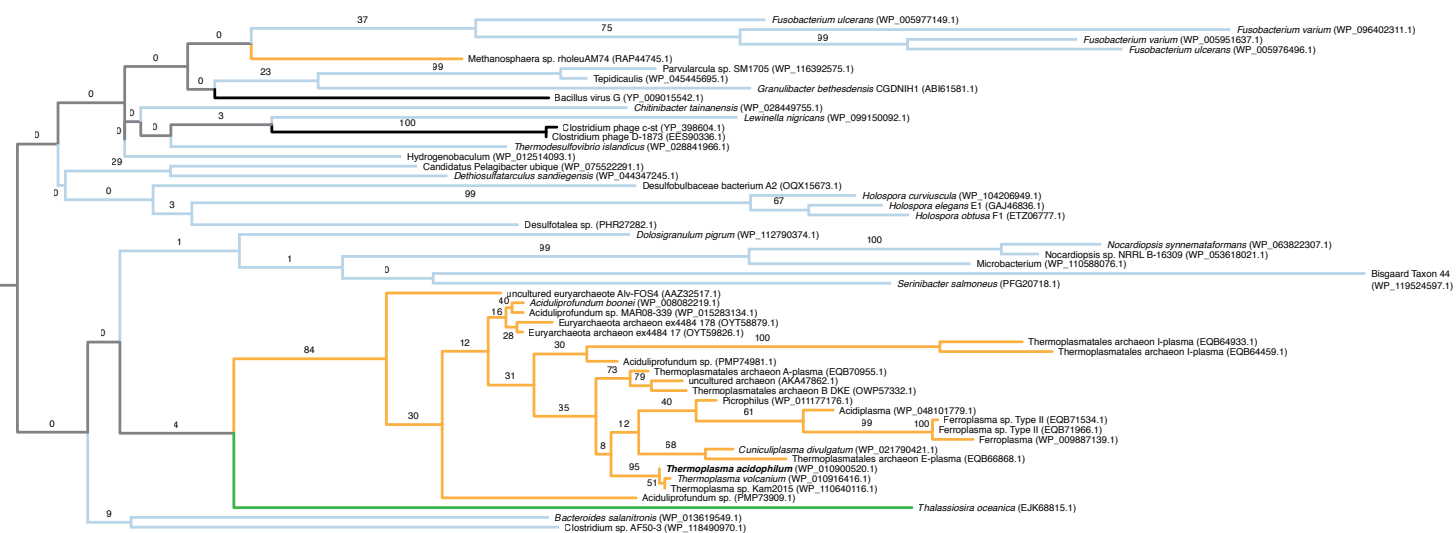 37
Fusobacterium ulcerans (WP_005977149.1)
75
Fusobacterium varium (WP_096402311.1)
0
99
Fusobacterium varium (WP_005951637.1)
Fusobacterium ulcerans (WP_005976496.1)
Methanosphaera sp. rholeuAM74 (RAP44745.1)
0
99
Parvularcula sp. SM1705 (WP_116392575.1)
23
Tepidicaulis (WP_045445695.1)
0
Granulibacter bethesdensis CGDNIH1 (ABI61581.1)
0
Bacillus virus G (YP_009015542.1)
Chitinibacter tainanensis (WP_028449755.1)
0
3
Lewinella nigricans (WP_099150092.1)
0
0
0
100
Clostridium phage c-st (YP_398604.1)
Clostridium phage D-1873 (EES90336.1)
Thermodesulfovibrio islandicus (WP_028841966.1)
Hydrogenobaculum (WP_012514093.1)
29
Candidatus Pelagibacter ubique (WP_075522291.1)
Dethiosulfatarculus sandiegensis (WP_044347245.1)
0
0
Desulfobulbaceae bacterium A2 (OQX15673.1)
99
Holospora curviuscula (WP_104206949.1)
67
Holospora elegans E1 (GAJ46836.1)
3
Holospora obtusa F1 (ETZ06777.1)
Desulfotalea sp. (PHR27282.1)
1
Dolosigranulum pigrum (WP_112790374.1)
99
100
Nocardiopsis synnemataformans (WP_063822307.1)
Nocardiopsis sp. NRRL B-16309 (WP_053618021.1)
1
Microbacterium (WP_110588076.1)
0
Bisgaard Taxon 44
(WP_119524597.1)
Serinibacter salmoneus (PFG20718.1)
uncultured euryarchaeote Alv-FOS4 (AAZ32517.1)
40
Aciduliprofundum boonei (WP_008082219.1)
16
Aciduliprofundum sp. MAR08-339 (WP_015283134.1)
Euryarchaeota archaeon ex4484 178 (OYT58879.1)
28
Euryarchaeota archaeon ex4484 17 (OYT59826.1)
0
84
12
30
100
Thermoplasmatales archaeon I-plasma (EQB64933.1)
Thermoplasmatales archaeon I-plasma (EQB64459.1)
Aciduliprofundum sp. (PMP74981.1)
31
73
Thermoplasmatales archaeon A-plasma (EQB70955.1)
79
uncultured archaeon (AKA47862.1)
Thermoplasmatales archaeon B DKE (OWP57332.1)
35
40
Picrophilus (WP_011177176.1)
61
Acidiplasma (WP_048101779.1)
30
12
99
100
Ferroplasma sp. Type II (EQB71534.1)
0
4
Ferroplasma sp. Type II (EQB71966.1)
Ferroplasma (WP_009887139.1)
8
68
Cuniculiplasma divulgatum (WP_021790421.1)
Thermoplasmatales archaeon E-plasma (EQB66868.1)
95
Thermoplasma acidophilum (WP_010900520.1)
51
Thermoplasma volcanium (WP_010916416.1)
Thermoplasma sp. Kam2015 (WP_110640116.1)
Aciduliprofundum sp. (PMP73909.1)
Thalassiosira oceanica (EJK68815.1)
9
Bacteroides salanitronis (WP_013619549.1)
Clostridium sp. AF50-3 (WP_118490970.1)